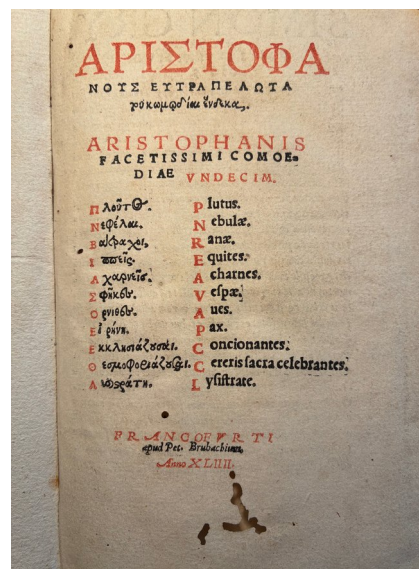 ΑΡΙΣΤΟΦΑ
ΝΟΥΣ ΕΥΤΡΑΠΕΛΩΤΑ
ρυ κωμῳδίαι ἕνδεκα.
ARISTOPHANIS
FACETISSIMI COMOE-
DIAE VNDECIM.
Πλοῦτος. Plutus.
Νεφέλαι. Nebulæ.
Βάτραχοι. Ranæ.
Ἱππεῖς. Equites.
Ἀχαρνεῖς. Acharnes.
Σφῆκες. Veſpæ.
Ὄρνιθες. Aues.
Εἰρήνη. Pax.
Ἐκκλησιάζουσαι. Concionantes.
Θεσμοφοριάζουσαι. Cereris ſacra celebrantes.
Lyſiſtrate.
FRANCOFVRTI
apud Pet. Brubachium,
Anno XLIIII.